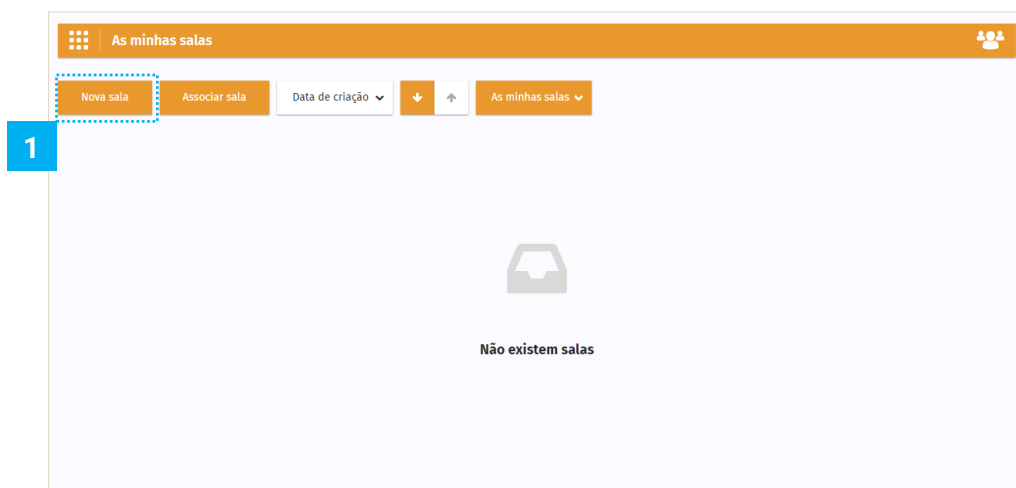 As minhas salas
Nova sala Associar sala Data de criação As minhas salas
1
Não existem salas